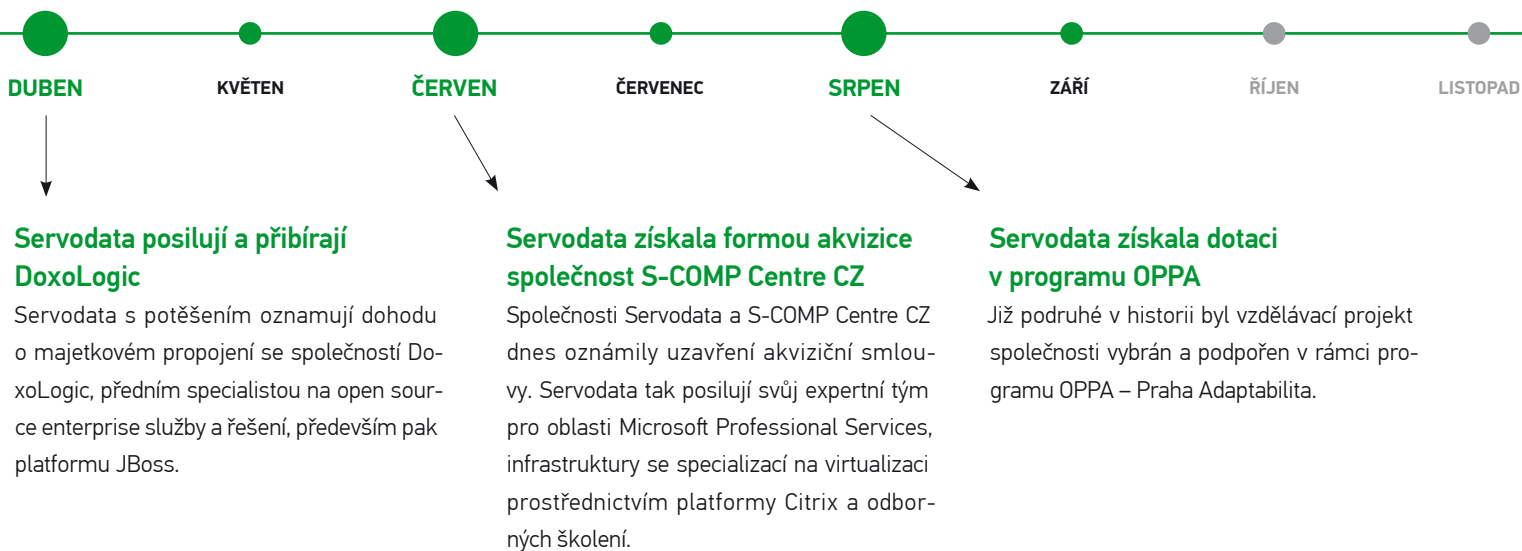 DUBEN KVĚTEN ČERVEN ČERVENEC SRPEN ZÁŘÍ ŘÍJEN LISTOPAD
Servodata posilují a přibírají
DoxoLogic
Servodata s potěšením oznamují dohodu
o majetkovém propojení se společností Do-
xoLogic, předním specialistou na open sour-
ce enterprise služby a řešení, především pak
platformu JBoss.
Servodata získala formou akvizice
společnost S-COMP Centre CZ
Společnosti Servodata a S-COMP Centre CZ
dnes oznámily uzavření akviziční smlou-
vy. Servodata tak posilují svůj expertní tým
pro oblasti Microsoft Professional Services,
infrastruktury se specializací na virtualizaci
prostřednictvím platformy Citrix a odbor-
ných školení.
Servodata získala dotaci
v programu OPPA
Již podruhé v historii byl vzdělávací projekt
společnosti vybrán a podpořen v rámci pro-
gramu OPPA – Praha Adaptabilita.